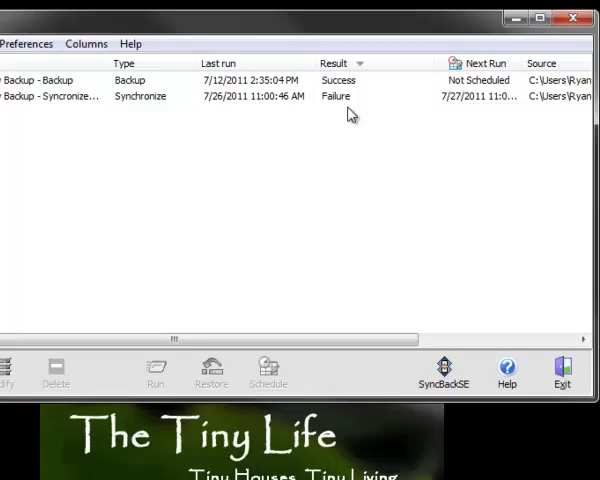 Preferences Columns Help
Type Last run Result Next Run Source
Backup - Backup Backup 7/12/2011 2:35:04 PM Success Not Scheduled C:\Users\Ryan
Backup - Syncronize... Synchronize 7/26/2011 11:00:46 AM Failure 7/27/2011 11:0... C:\Users\Ryan
Delete Run Restore Schedule SyncBackSE Help Exit
The Tiny Life
Tiny Houses, Tiny Living